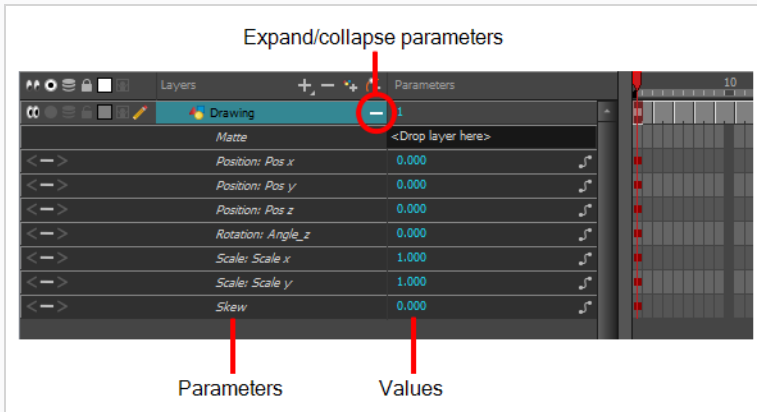 Expand/collapse parameters
Layers Parameters 10
Drawing 1
Matte <Drop layer here>
Position: Pos x 0.000
Position: Pos y 0.000
Position: Pos z 0.000
Rotation: Angle_z 0.000
Scale: Scale x 1.000
Scale: Scale y 1.000
Skew 0.000
Parameters Values